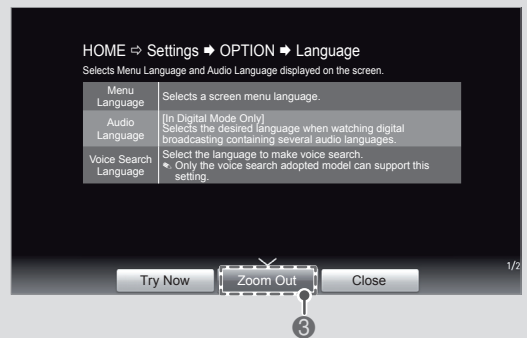 HOME ⇨ Settings ➡ OPTION ➡ Language
Selects Menu Language and Audio Language displayed on the screen.
Menu
Language
Selects a screen menu language.
Audio
Language
[In Digital Mode Only]
Selects the desired language when watching digital
broadcasting containing several audio languages.
Voice Search
Language
Select the language to make voice search.
Only the voice search adopted model can support this
setting.
1/2
Try Now
Zoom Out
Close
3